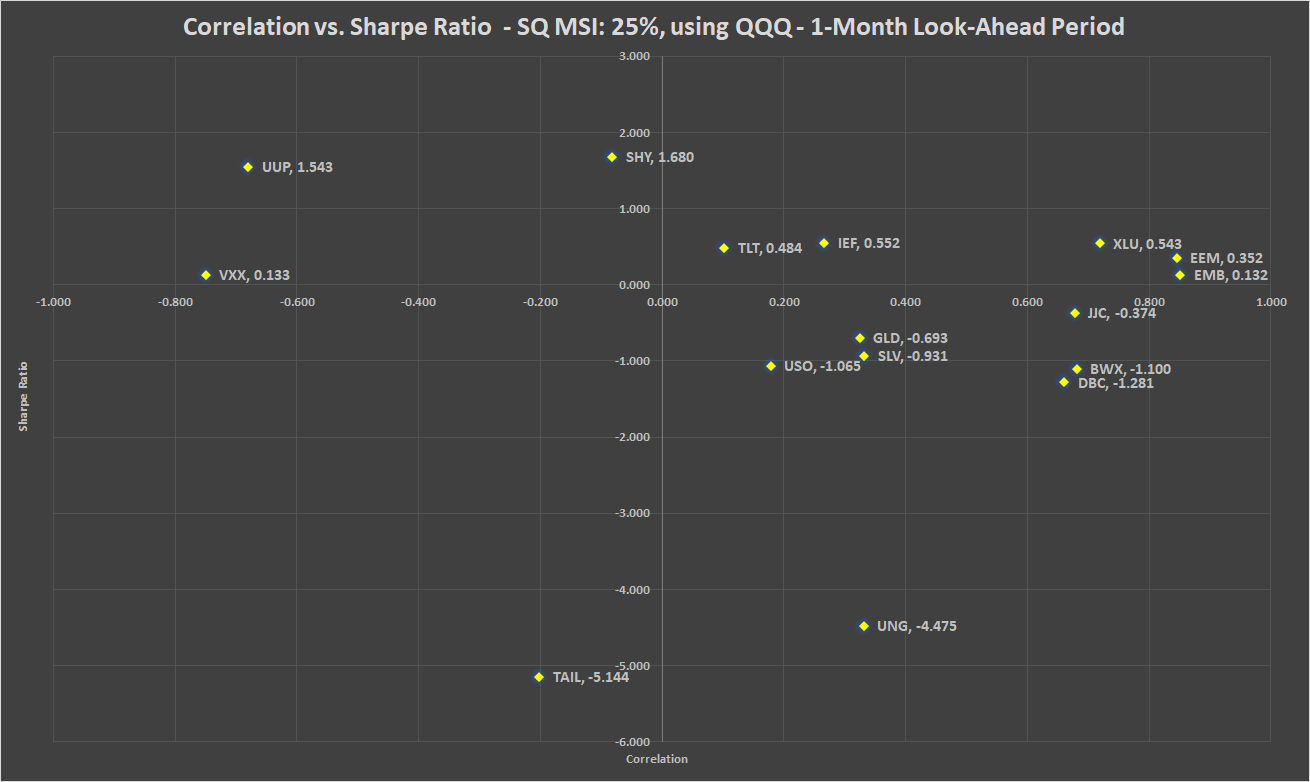 Correlation vs. Sharpe Ratio - SQ MSI: 25%, using QQQ - 1-Month Look-Ahead Period
3.000
2.000
SHY, 1.680
UUP, 1.543
1.000
TLT, 0.484
IEF, 0.552
XLU, 0.543
EEM, 0.352
VXX, 0.133
EMB, 0.132
0.000
-1.000 -0.800 -0.600 -0.400 -0.200 0.000 0.200 0.400 0.600 0.800 1.000
JJC, -0.374
GLD, -0.693
SLV, -0.931
-1.000
USO, -1.065
BWX, -1.100
DBC, -1.281
Sharpe Ratio
-2.000
-3.000
-4.000
UNG, -4.475
-5.000
TAIL, -5.144
-6.000
Correlation